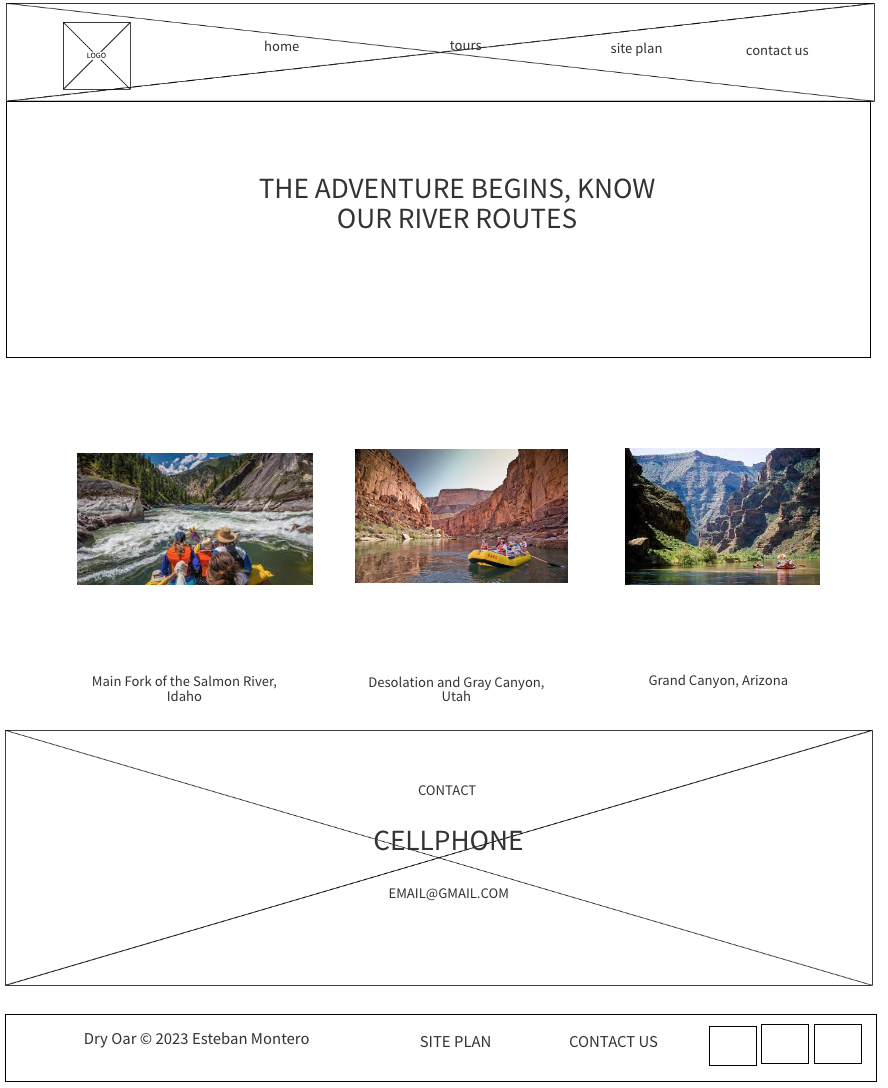 LOGO
home
tours
site plan
contact us
THE ADVENTURE BEGINS, KNOW
OUR RIVER ROUTES
Main Fork of the Salmon River,
Idaho
Desolation and Gray Canyon,
Utah
Grand Canyon, Arizona
CONTACT
CELLPHONE
EMAIL@GMAIL.COM
Dry Oar © 2023 Esteban Montero
SITE PLAN
CONTACT US